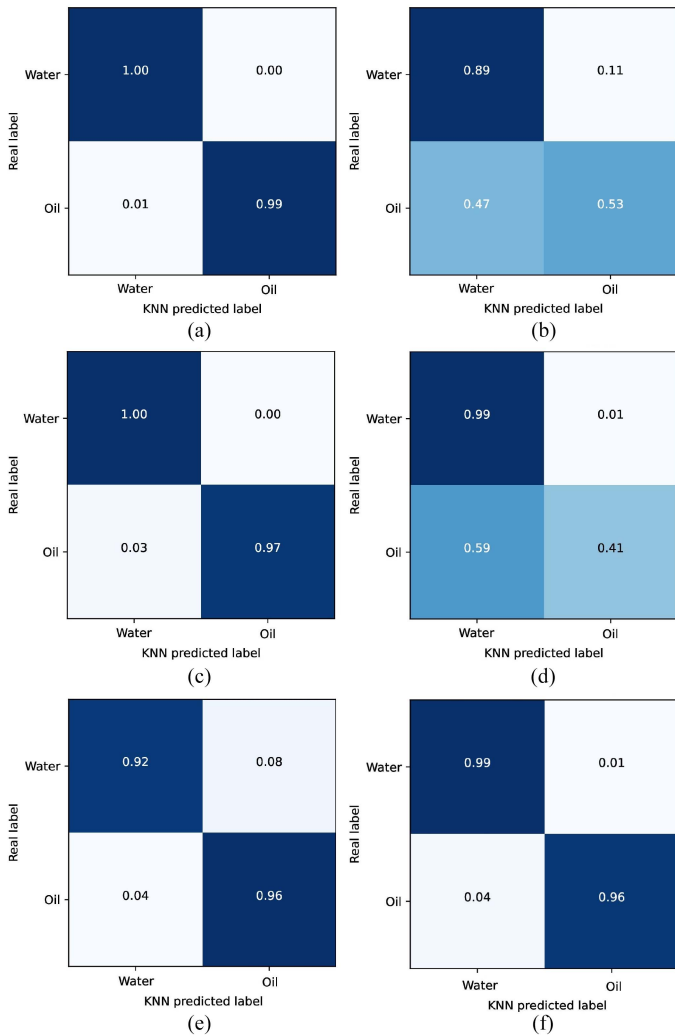 Real label
Water
1.00
0.00
Oil
0.01
0.99
Water
Oil
KNN predicted label
(a)
Real label
Water
0.89
0.11
Oil
0.47
0.53
Water
Oil
KNN predicted label
(b)
Real label
Water
1.00
0.00
Oil
0.03
0.97
Water
Oil
KNN predicted label
(c)
Real label
Water
0.99
0.01
Oil
0.59
0.41
Water
Oil
KNN predicted label
(d)
Real label
Water
0.92
0.08
Oil
0.04
0.96
Water
Oil
KNN predicted label
(e)
Real label
Water
0.99
0.01
Oil
0.04
0.96
Water
Oil
KNN predicted label
(f)